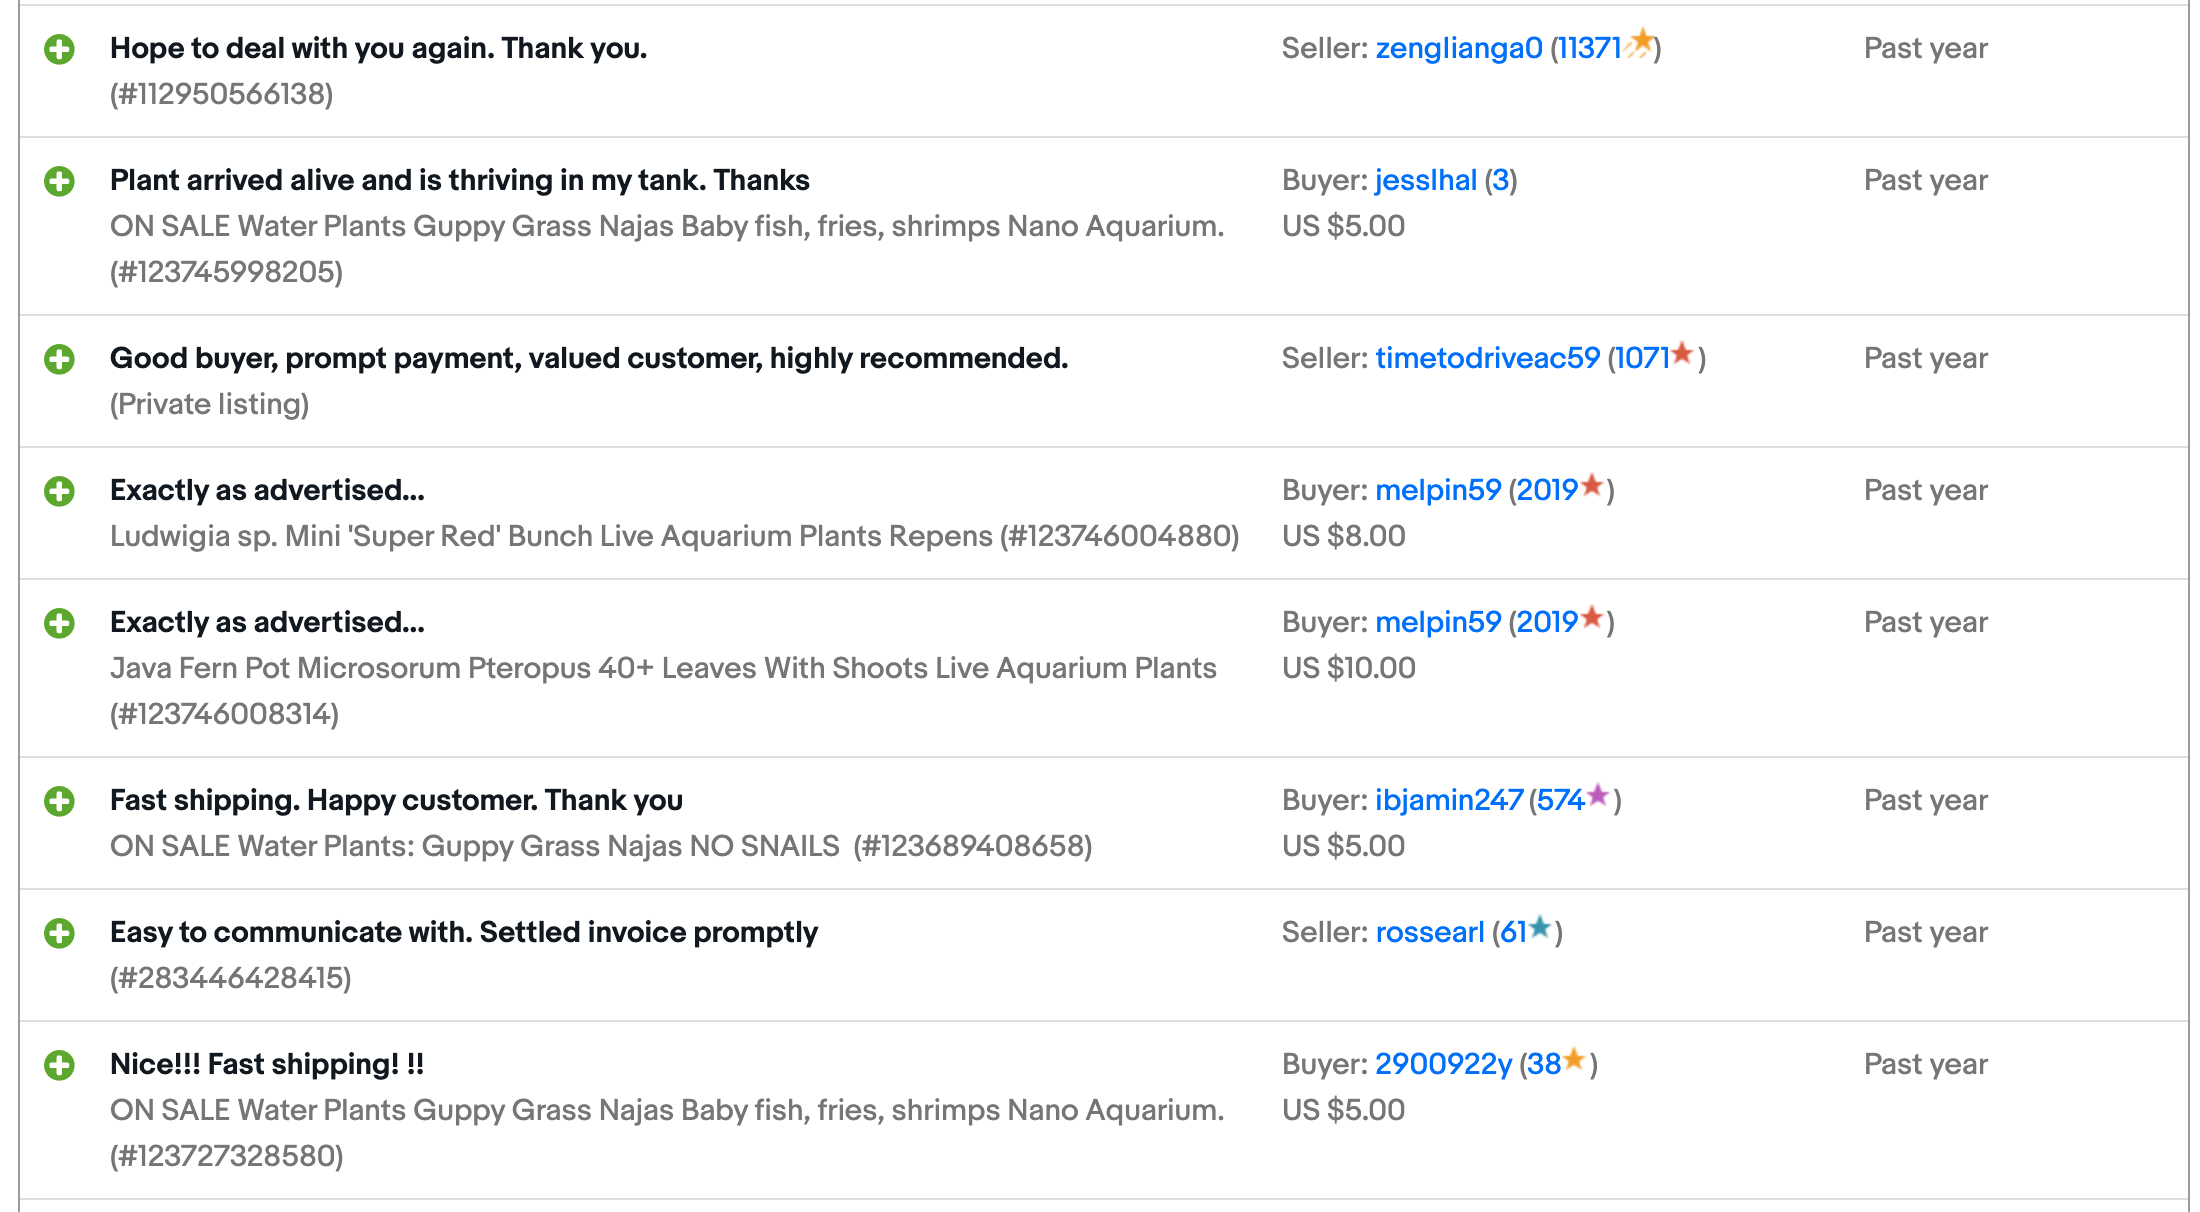 Hope to deal with you again. Thank you.
Seller: zenglianga0 (11371)
Past year
(#112950566138)
Plant arrived alive and is thriving in my tank. Thanks
Buyer: jesslhal (3)
Past year
ON SALE Water Plants Guppy Grass Najas Baby fish, fries, shrimps Nano Aquarium.
US $5.00
(#123745998205)
Good buyer, prompt payment, valued customer, highly recommended.
Seller: timetodriveac59 (1071)
Past year
(Private listing)
Exactly as advertised...
Buyer: melpin59 (2019)
Past year
Ludwigia sp. Mini 'Super Red' Bunch Live Aquarium Plants Repens (#123746004880)
US $8.00
Exactly as advertised...
Buyer: melpin59 (2019)
Past year
Java Fern Pot Microsorum Pteropus 40+ Leaves With Shoots Live Aquarium Plants
US $10.00
(#123746008314)
Fast shipping. Happy customer. Thank you
Buyer: ibjamin247 (574)
Past year
ON SALE Water Plants: Guppy Grass Najas NO SNAILS (#123689408658)
US $5.00
Easy to communicate with. Settled invoice promptly
Seller: rossearl (61)
Past year
(#283446428415)
Nice!!! Fast shipping! !!
Buyer: 2900922y (38)
Past year
ON SALE Water Plants Guppy Grass Najas Baby fish, fries, shrimps Nano Aquarium.
US $5.00
(#123727328580)